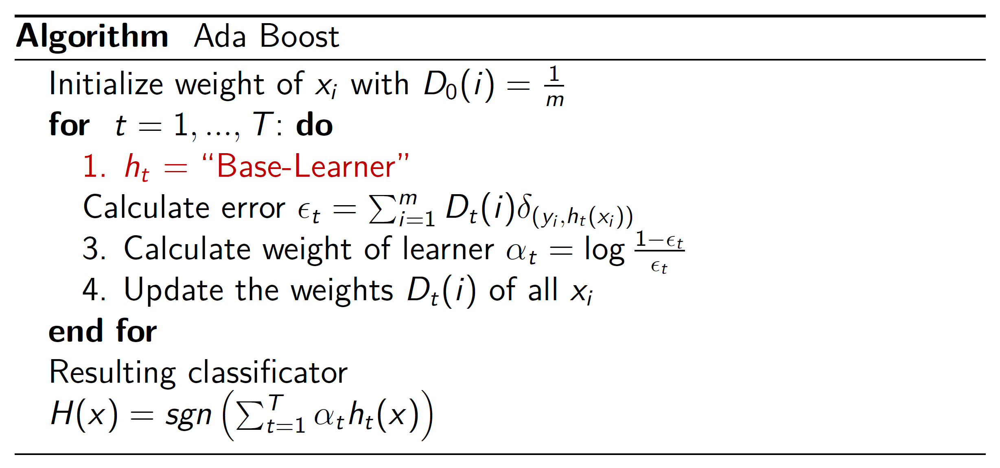 Algorithm Ada Boost
Initialize weight of $x_i$ with $D_0(i) = \frac{1}{m}$
for $t = 1, ..., T$: do
1. $h_t$ = “Base-Learner”
Calculate error $\epsilon_t = \sum_{i=1}^{m} D_t(i)\delta_{(y_i, h_t(x_i))}$
3. Calculate weight of learner $\alpha_t = \log \frac{1-\epsilon_t}{\epsilon_t}$
4. Update the weights $D_t(i)$ of all $x_i$
end for
Resulting classificator
$H(x) = sgn\left(\sum_{t=1}^{T} \alpha_t h_t(x)\right)$